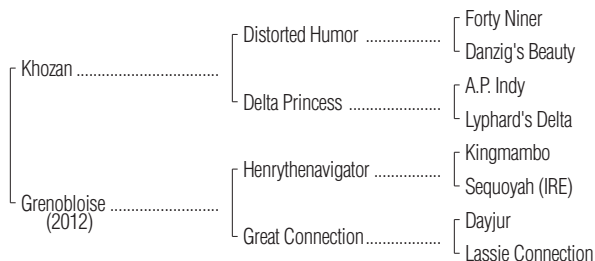 Khozan
Grenobloise
(2012)
Distorted Humor
Delta Princess
Henrythenavigator
Great Connection
Forty Niner
Danzig's Beauty
A.P. Indy
Lyphard's Delta
Kingmambo
Sequoyah (IRE)
Dayjur
Lassie Connection